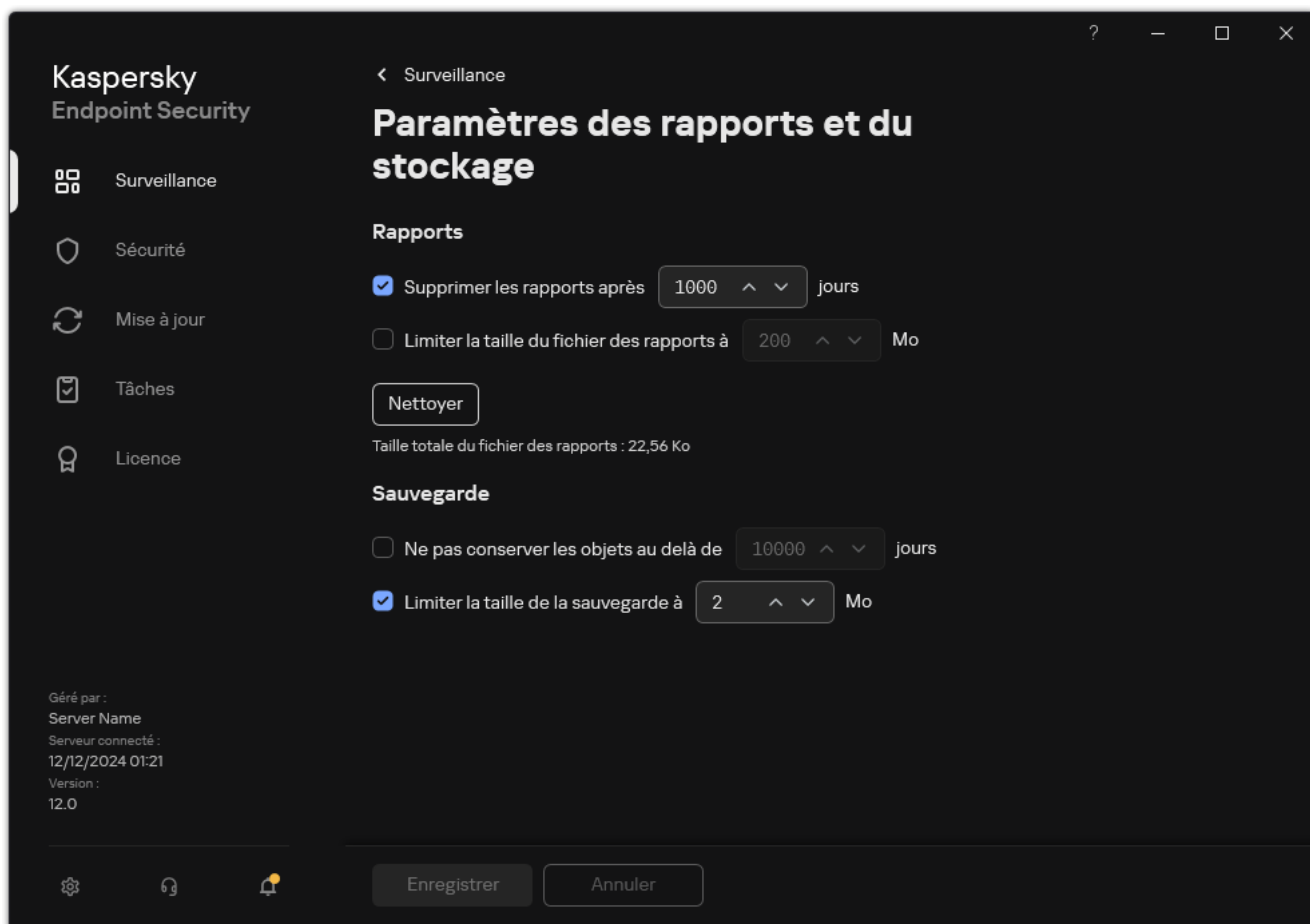 ?
Kaspersky
Endpoint Security
Surveillance
Sécurité
Mise à jour
Tâches
Licence
Géré par :
Server Name
Serveur connecté :
12/12/2024 01:21
Version :
12.0
Surveillance
Paramètres des rapports et du
stockage
Rapports
Supprimer les rapports après 1000 jours
Limiter la taille du fichier des rapports à 200 Mo
Nettoyer
Taille totale du fichier des rapports : 22,56 Ko
Sauvegarde
Ne pas conserver les objets au delà de 10000 jours
Limiter la taille de la sauvegarde à 2 Mo
Enregistrer Annuler